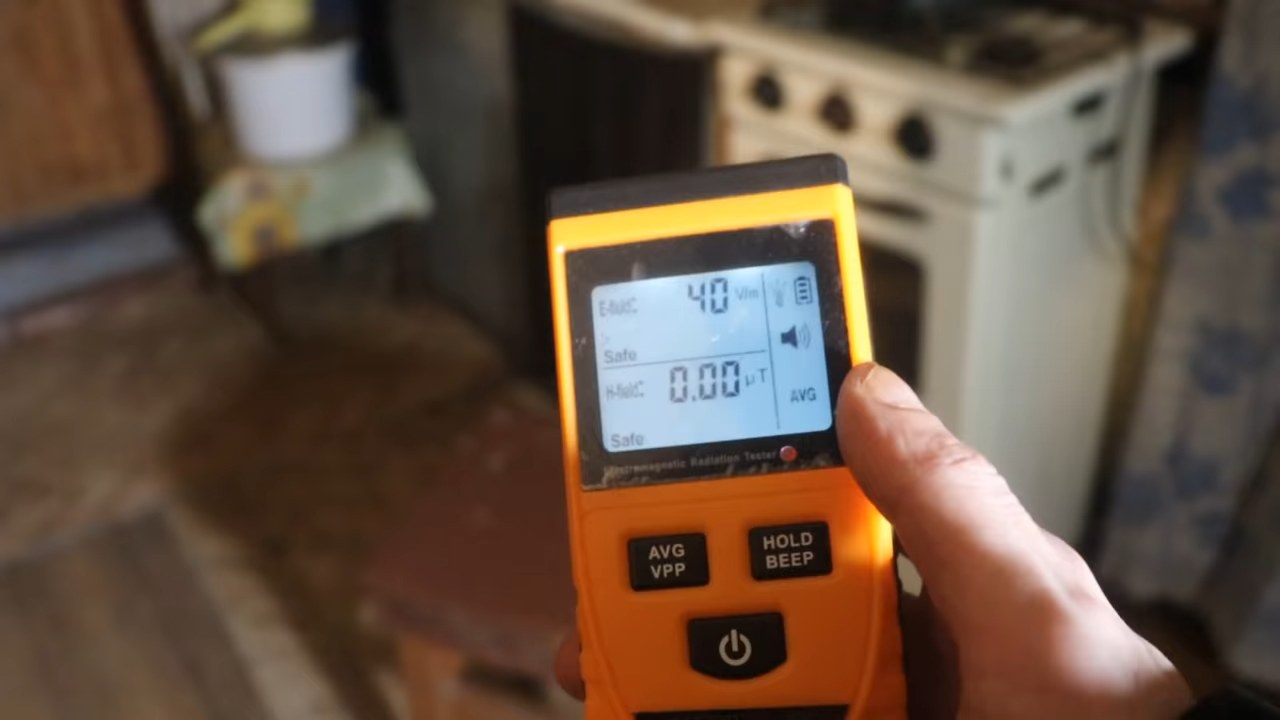 E-field: 40 V/m
Safe
H-field: 0.00 μT
AVG
Safe
Electromagnetic Radiation Tester
AVG
VPP
HOLD
BEEP